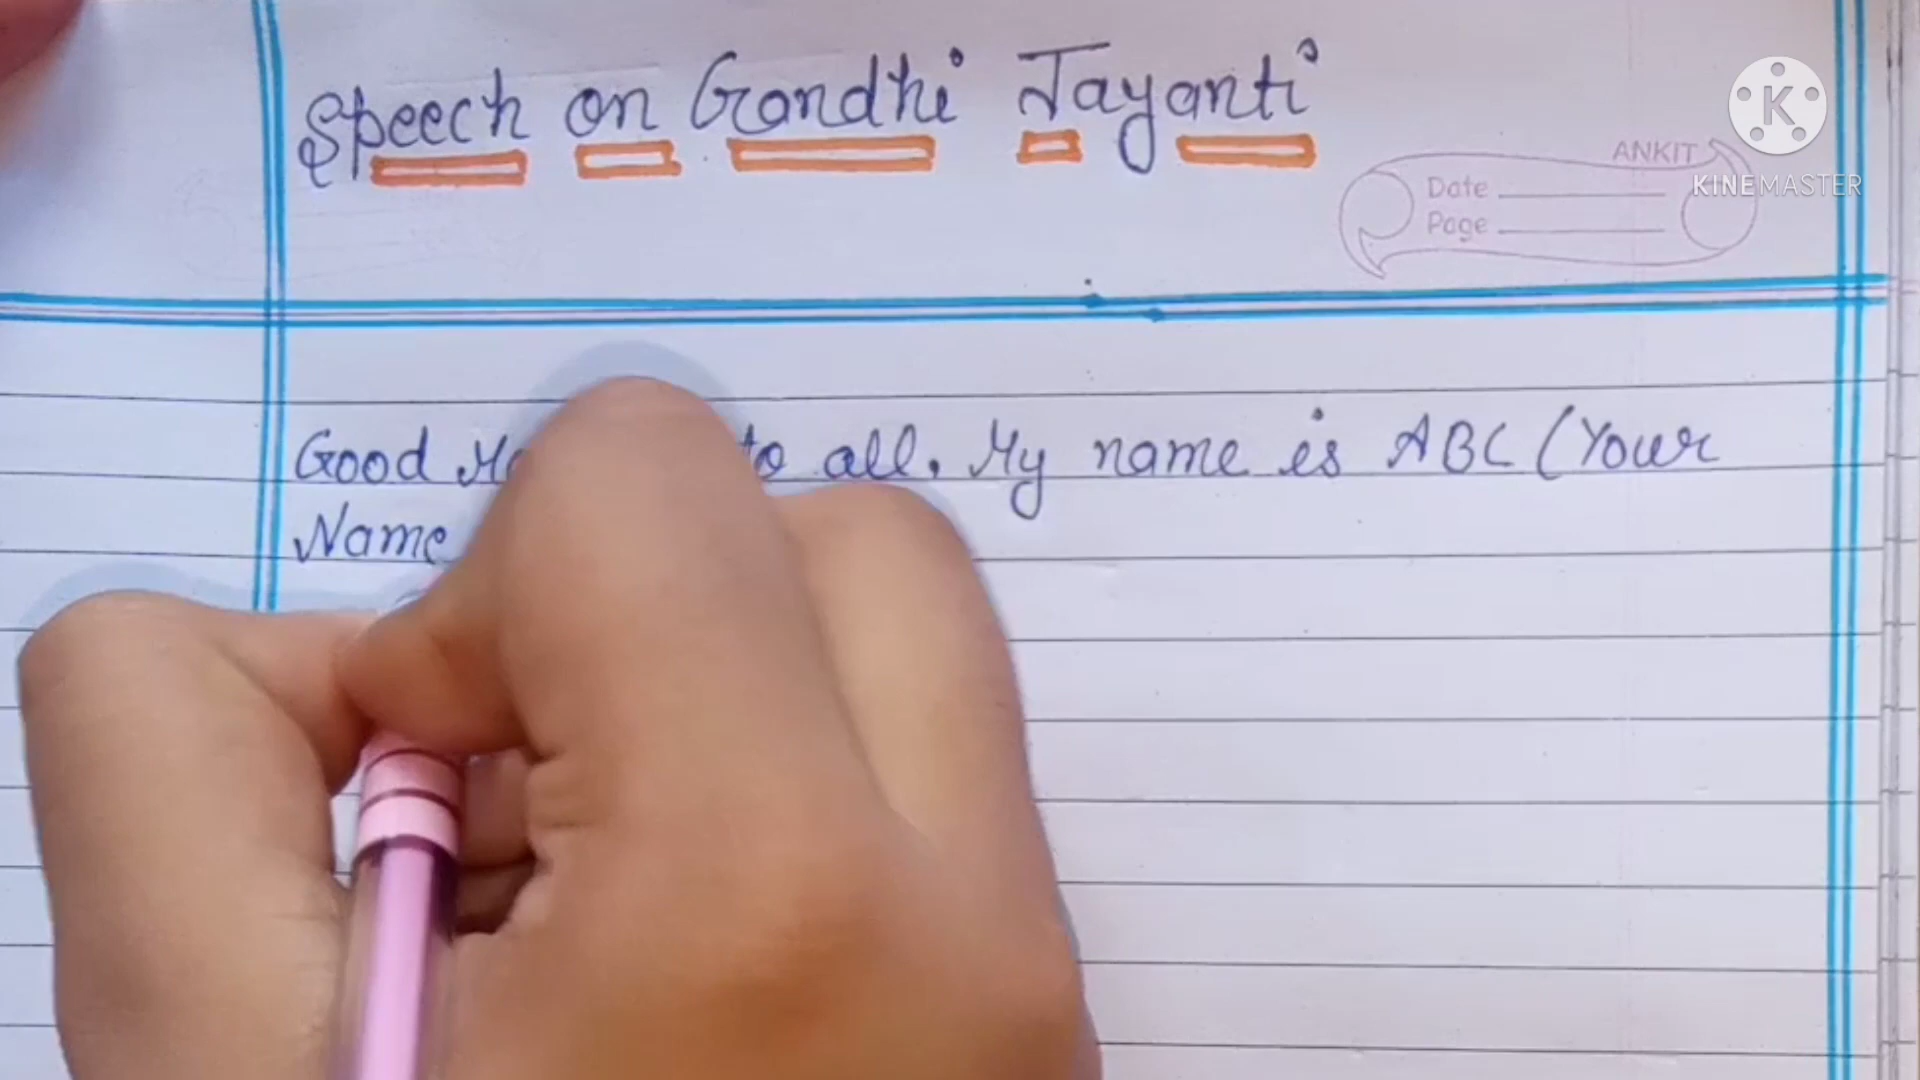 Speech on Gandhi Jayanti
ANKIT
KINEMASTER
Date
Page
Good to all. My name is ABC (Your
Name